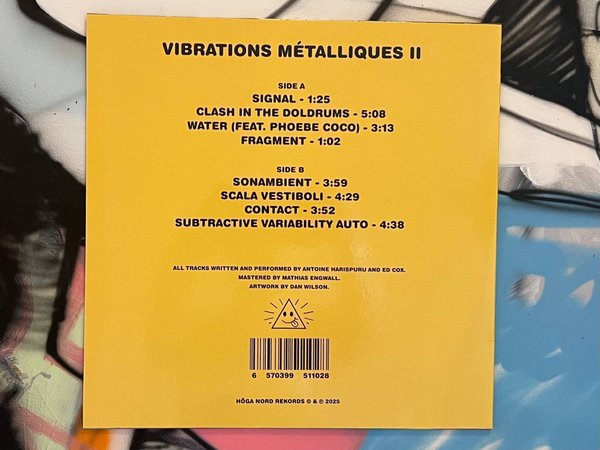 VIBRATIONS MÉTALLIQUES II
SIDE A
SIGNAL - 1:25
CLASH IN THE DOLDRUMS - 5:08
WATER (FEAT. PHOEBE COCO) - 3:13
FRAGMENT - 1:02
SIDE B
SONAMBIENT - 3:59
SCALA VESTIBOLI - 4:29
CONTACT - 3:52
SUBTRACTIVE VARIABILITY AUTO - 4:38
ALL TRACKS WRITTEN AND PERFORMED BY ANTOINE HARISPURU AND ED COX.
MASTERED BY MATHIAS ENGWALL.
ARTWORK BY DAN WILSON.
6 570399 511028
HÖGA NORD REKORDS © & ℗ 2025